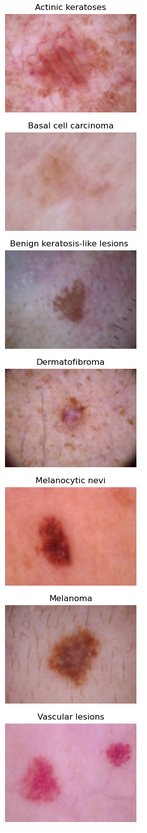 Actinic keratoses
Basal cell carcinoma
Benign keratosis-like lesions
Dermatofibroma
Melanocytic nevi
Melanoma
Vascular lesions